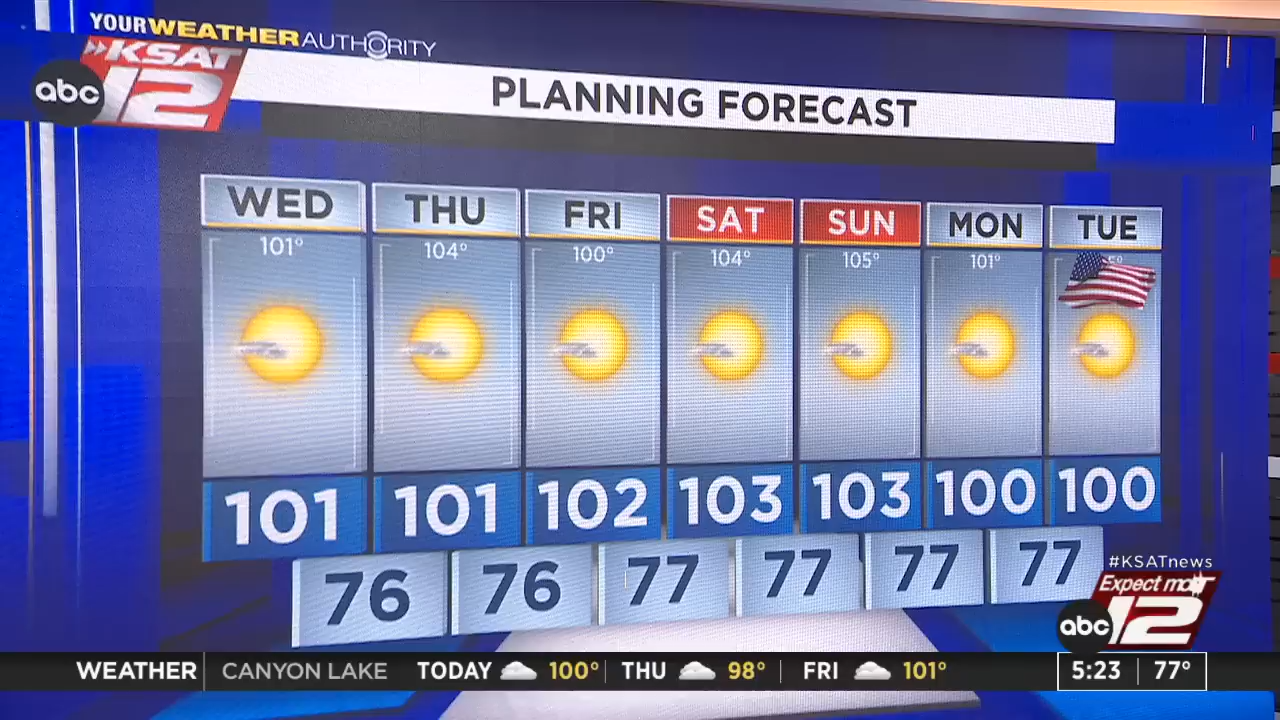 YOUR WEATHER AUTHORITY
KSAT
abc 12
PLANNING FORECAST
WED THU FRI SAT SUN MON TUE
101° 104° 100° 104° 105° 101°
101 101 102 103 103 100 100
76 76 77 77 77 77
#KSATnews
Expect more
abc 12
WEATHER CANYON LAKE TODAY 100° THU 98° FRI 101° 5:23 77°